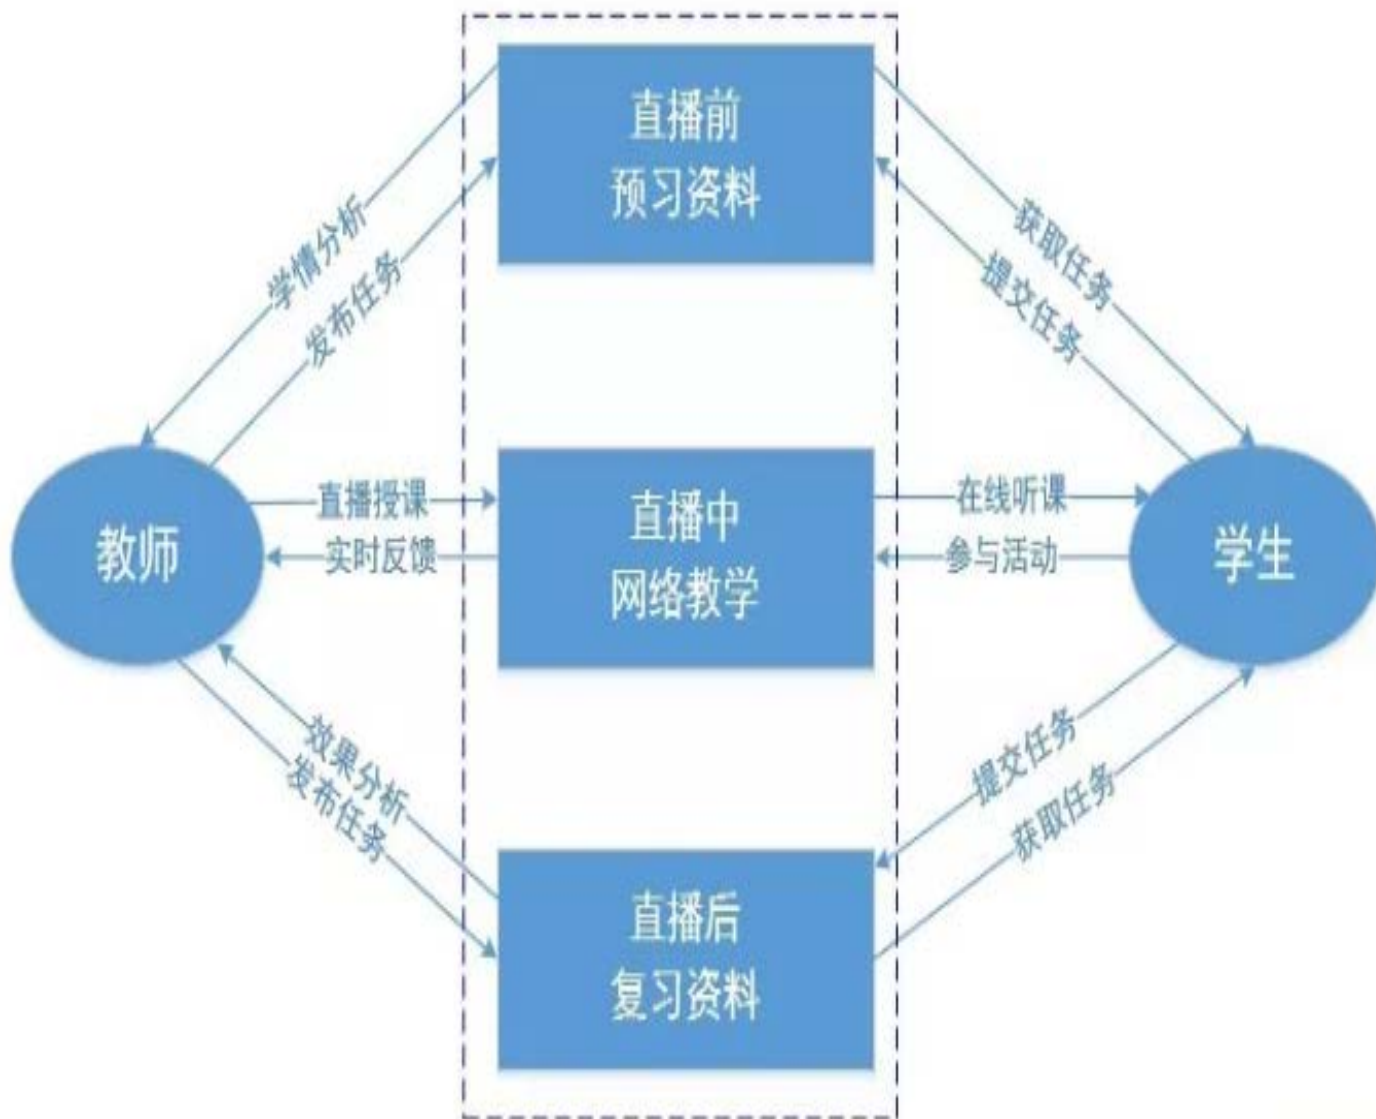 直播前
预习资料
学情分析
发布任务
获取任务
提交任务
教师
直播授课
实时反馈
直播中
网络教学
在线听课
参与活动
学生
效果分析
发布任务
提交任务
获取任务
直播后
复习资料